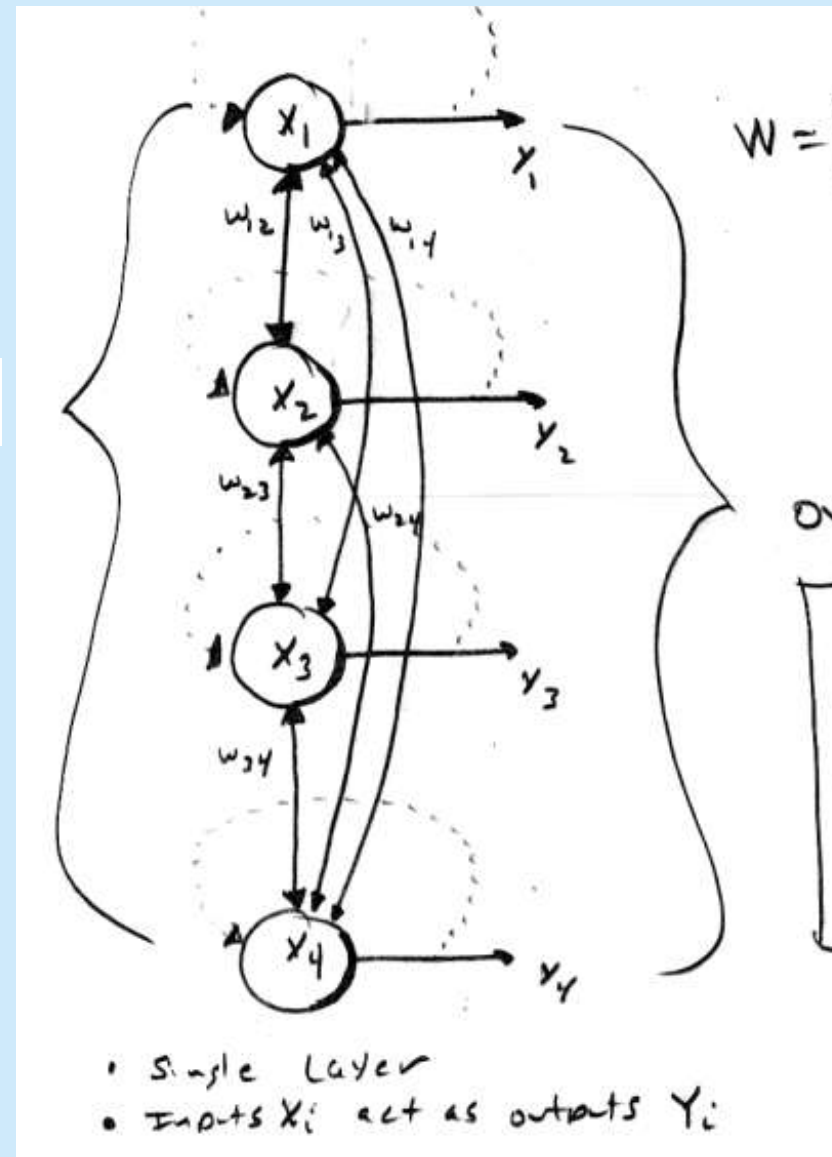 X1
Y1
W =
W12 W13 W14
X2
Y2
W23
W24
X3
Y3
W34
X4
Y4
• Single Layer
• Inputs Xi act as outputs Yi